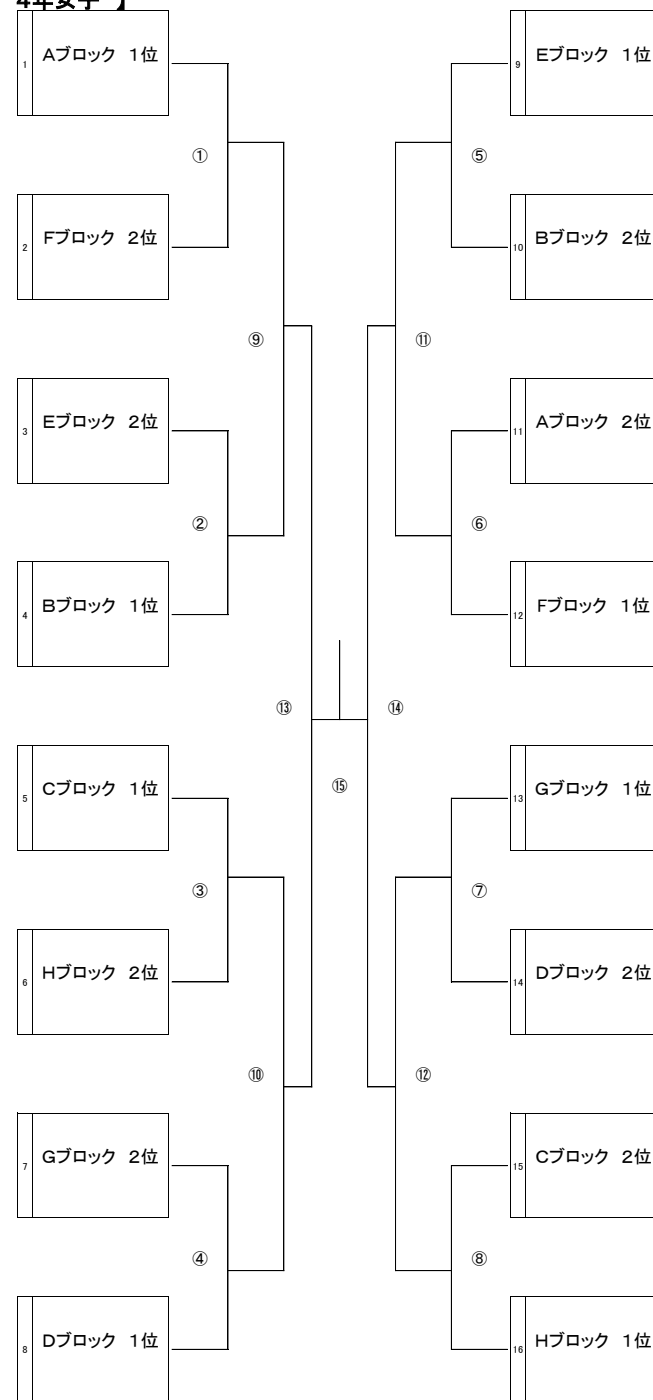 4年女子 】
1 Aブロック 1位
①
2 Fブロック 2位
⑨
3 Eブロック 2位
②
4 Bブロック 1位
⑬
5 Cブロック 1位
③
6 Hブロック 2位
⑩
7 Gブロック 2位
④
8 Dブロック 1位
⑮
9 Eブロック 1位
⑤
10 Bブロック 2位
⑪
11 Aブロック 2位
⑥
12 Fブロック 1位
⑭
13 Gブロック 1位
⑦
14 Dブロック 2位
⑫
15 Cブロック 2位
⑧
16 Hブロック 1位